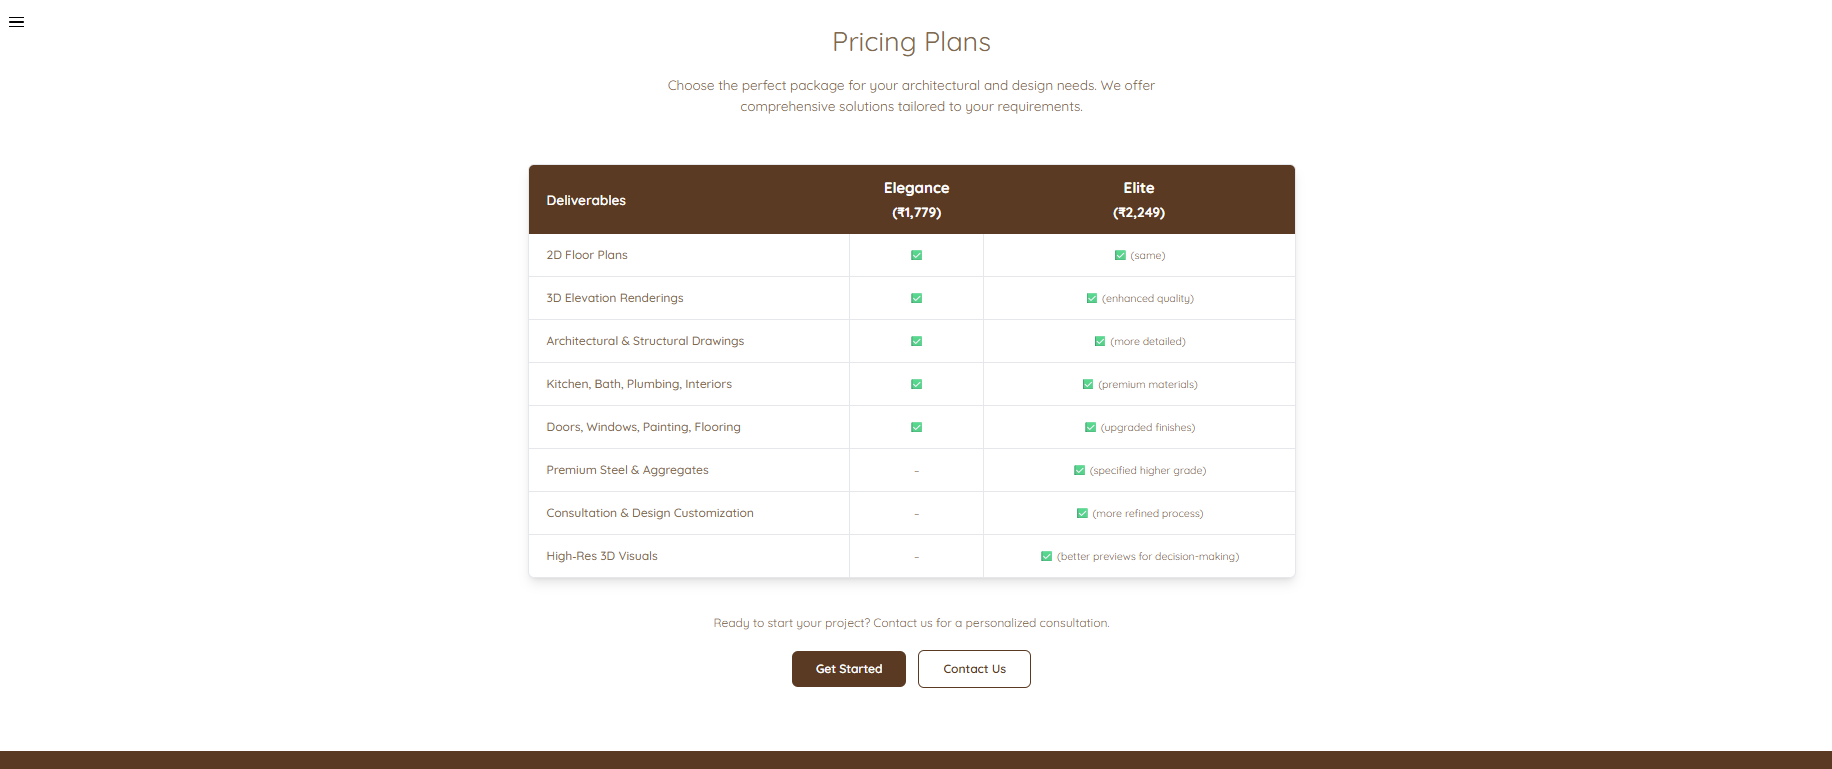 Pricing Plans
Choose the perfect package for your architectural and design needs. We offer
comprehensive solutions tailored to your requirements.
Deliverables
Elegance
(₹1,779)
Elite
(₹2,249)
2D Floor Plans ✅ ✅ (same)
3D Elevation Renderings ✅ ✅ (enhanced quality)
Architectural & Structural Drawings ✅ ✅ (more detailed)
Kitchen, Bath, Plumbing, Interiors ✅ ✅ (premium materials)
Doors, Windows, Painting, Flooring ✅ ✅ (upgraded finishes)
Premium Steel & Aggregates – ✅ (specified higher grade)
Consultation & Design Customization – ✅ (more refined process)
High-Res 3D Visuals – ✅ (better previews for decision-making)
Ready to start your project? Contact us for a personalized consultation.
Get Started
Contact Us